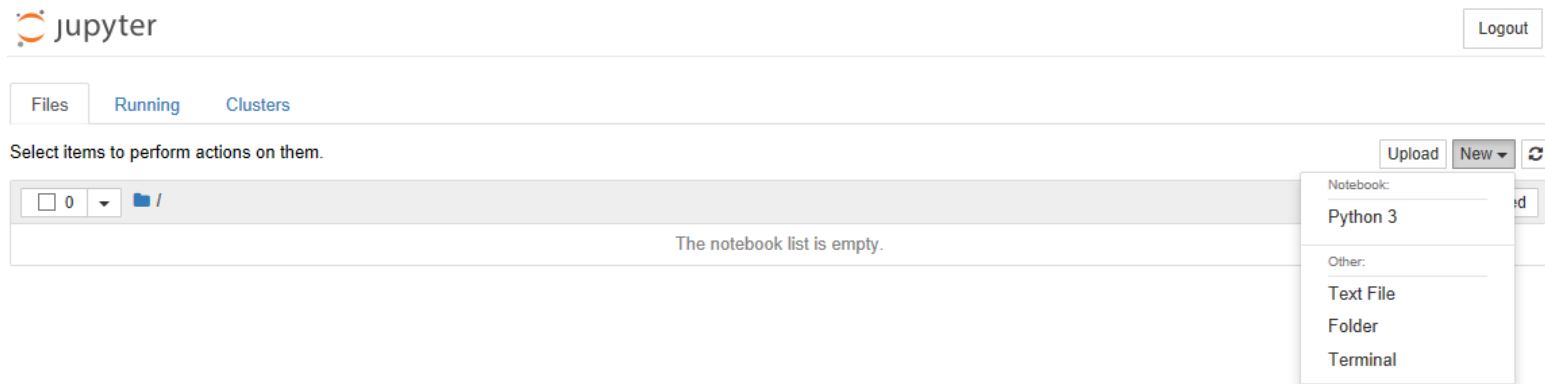 jupyter
Logout
Files Running Clusters
Select items to perform actions on them.
Upload New
0 /
Notebook:
Python 3
The notebook list is empty.
Other:
Text File
Folder
Terminal